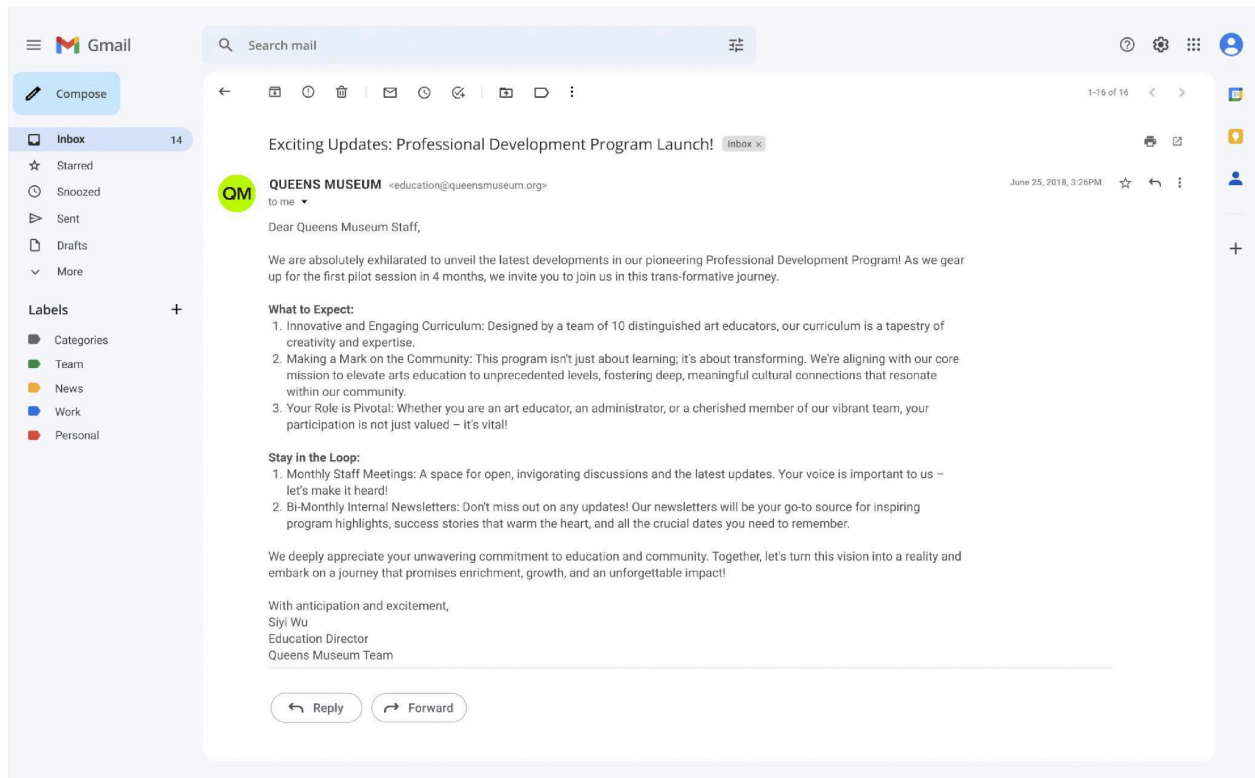 Gmail
Search mail
Compose
1-16 of 16
Inbox 14
Starred
Snoozed
Sent
Drafts
More
Labels
Categories
Team
News
Work
Personal
Exciting Updates: Professional Development Program Launch! Inbox ×
QM
QUEENS MUSEUM <education@queensmuseum.org>
June 25, 2018, 3:26PM
to me
Dear Queens Museum Staff,
We are absolutely exhilarated to unveil the latest developments in our pioneering Professional Development Program! As we gear
up for the first pilot session in 4 months, we invite you to join us in this trans-formative journey.
What to Expect:
1. Innovative and Engaging Curriculum: Designed by a team of 10 distinguished art educators, our curriculum is a tapestry of
creativity and expertise.
2. Making a Mark on the Community: This program isn't just about learning; it's about transforming. We're aligning with our core
mission to elevate arts education to unprecedented levels, fostering deep, meaningful cultural connections that resonate
within our community.
3. Your Role is Pivotal: Whether you are an art educator, an administrator, or a cherished member of our vibrant team, your
participation is not just valued – it's vital!
Stay in the Loop:
1. Monthly Staff Meetings: A space for open, invigorating discussions and the latest updates. Your voice is important to us –
let's make it heard!
2. Bi-Monthly Internal Newsletters: Don't miss out on any updates! Our newsletters will be your go-to source for inspiring
program highlights, success stories that warm the heart, and all the crucial dates you need to remember.
We deeply appreciate your unwavering commitment to education and community. Together, let's turn this vision into a reality and
embark on a journey that promises enrichment, growth, and an unforgettable impact!
With anticipation and excitement,
Siyi Wu
Education Director
Queens Museum Team
Reply
Forward